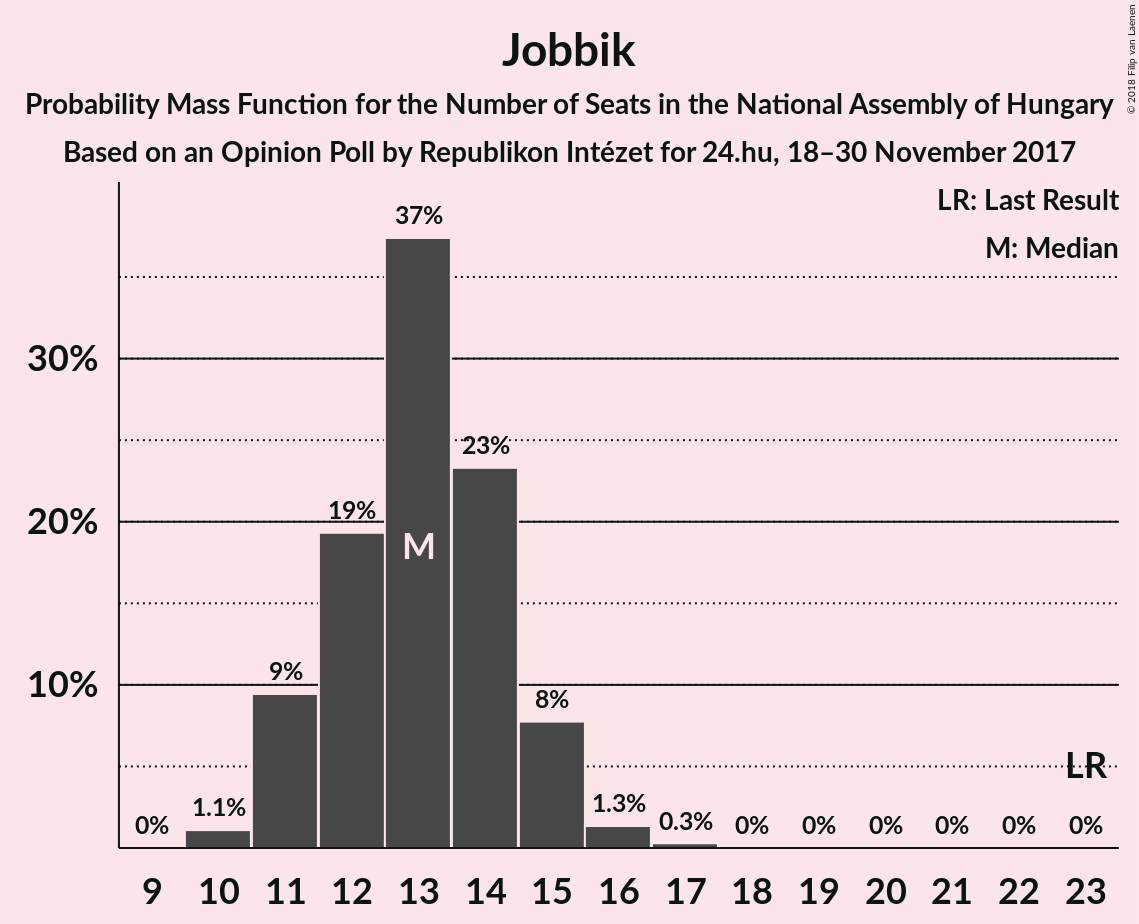 Jobbik
Probability Mass Function for the Number of Seats in the National Assembly of Hungary
Based on an Opinion Poll by Republikon Intézet for 24.hu, 18–30 November 2017
© 2018 Filip van Laenen
LR: Last Result
M: Median
37%
30%
23%
20%
19%
M
10%
9%
8%
LR
0%
1.1%
1.3%
0.3%
0%
0%
0%
0%
0%
0%
9 10 11 12 13 14 15 16 17 18 19 20 21 22 23